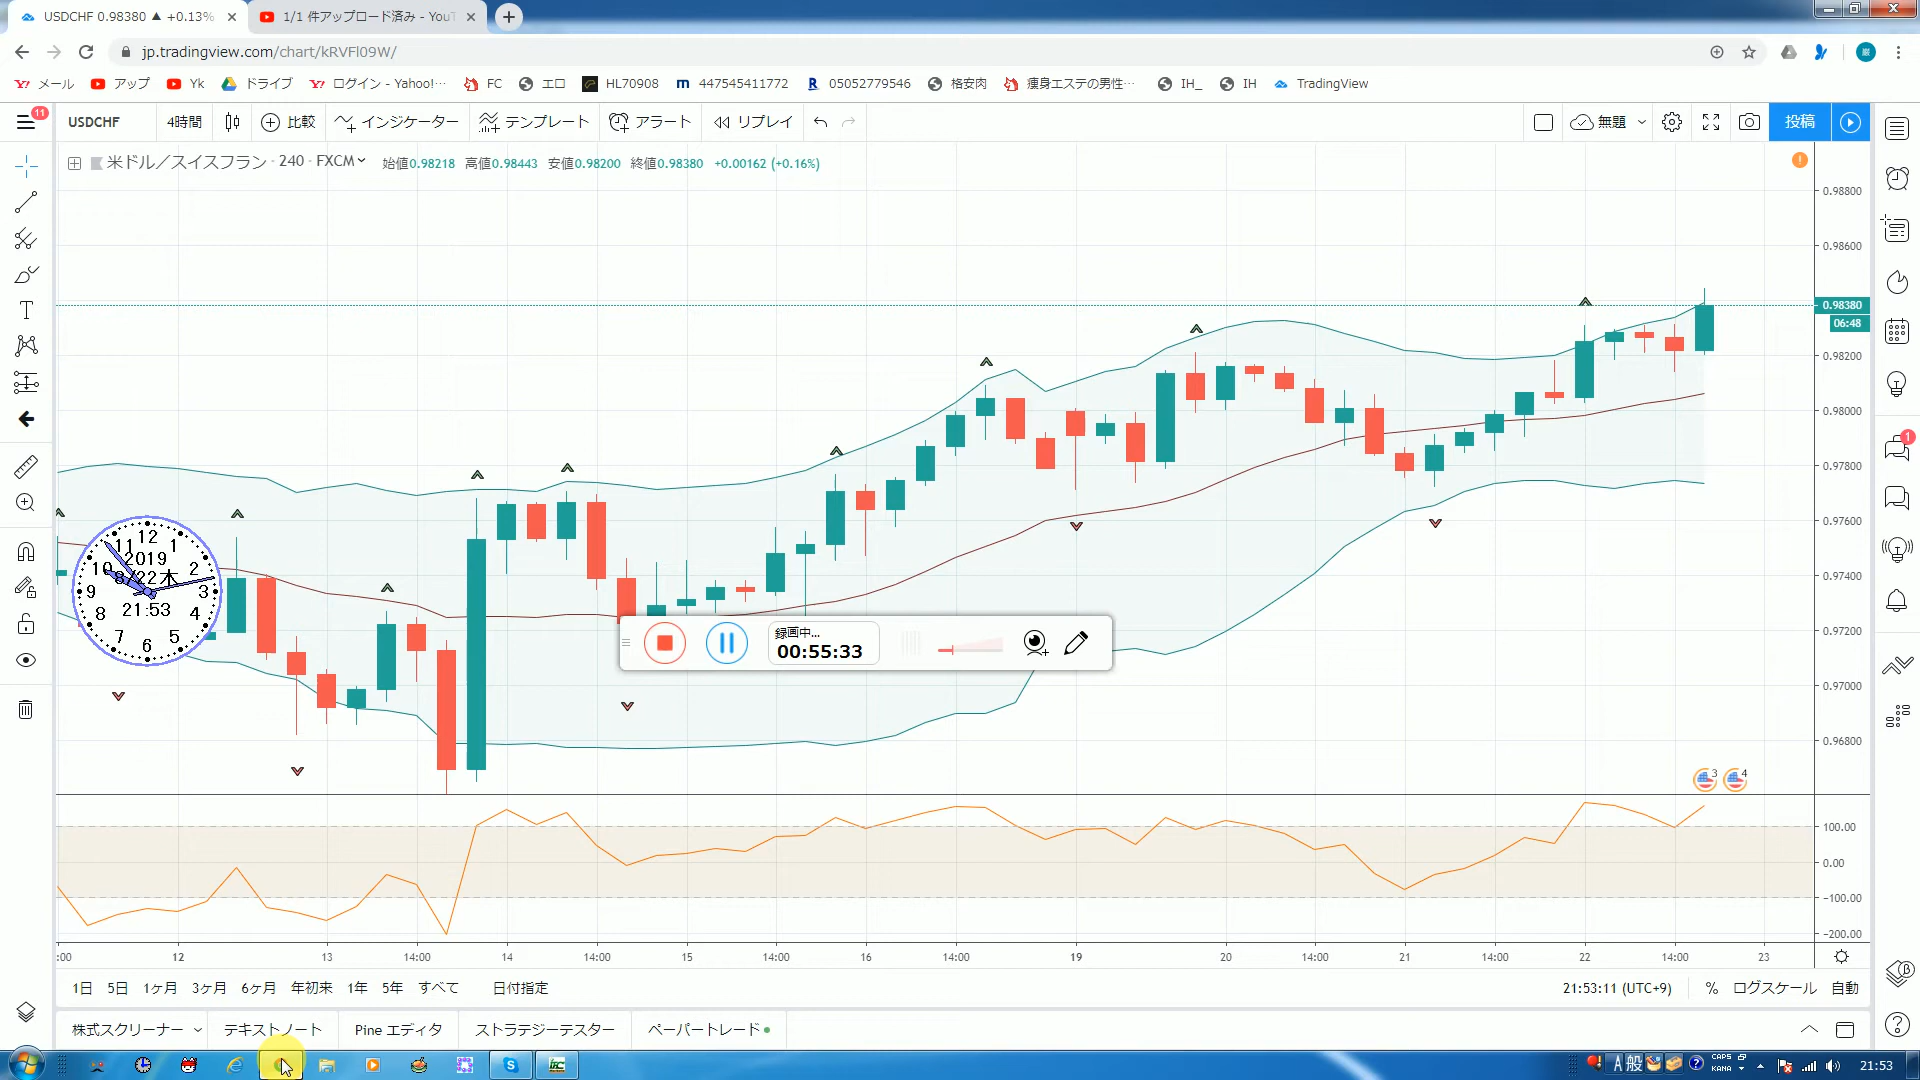 USDCHF 0.98380 ▲ +0.13%
1/1 件アップロード済み - YouT
jp.tradingview.com/chart/kRVFl09W/
メール
アップ
Yk
ドライブ
ログイン - Yahoo!…
FC
エロ
HL70908
447545411772
05052779546
格安肉
痩身エステの男性…
IH_
IH
TradingView
11
USDCHF
4時間
比較
インジケーター
テンプレート
アラート
リプレイ
無題
投稿
米ドル／スイスフラン · 240 · FXCM
始値0.98218 高値0.98443 安値0.98200 終値0.98380 +0.00162 (+0.16%)
0.98800
0.98600
0.98380
06:48
0.98200
0.98000
0.97800
0.97600
0.97400
0.97200
0.97000
0.96800
12
11 1
2019
10 2
8/22木
9 3
21:53
8 4
7 5
6
録画中...
00:55:33
3 4
100.00
0.00
-100.00
-200.00
:00 12 13 14:00 14 14:00 15 14:00 16 14:00 19 20 14:00 21 14:00 22 14:00 23
1日 5日 1ヶ月 3ヶ月 6ヶ月 年初来 1年 5年 すべて 日付指定
21:53:11 (UTC+9) % ログスケール 自動
株式スクリーナー テキストノート Pine エディタ ストラテジーテスター ペーパートレード
1
A 般
CAPS
KANA
21:53